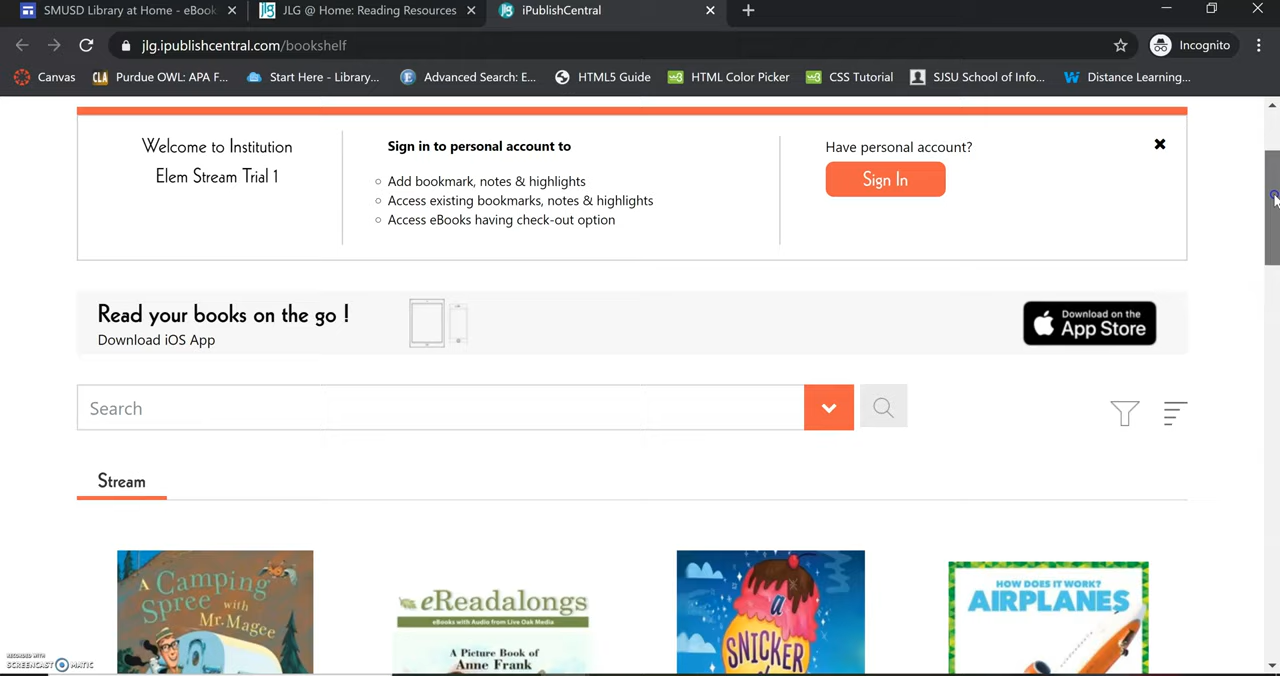 SMUSD Library at Home - eBook
JLG @ Home: Reading Resources
iPublishCentral
jlg.ipublishcentral.com/bookshelf
Incognito
Canvas
Purdue OWL: APA F...
Start Here - Library...
Advanced Search: E...
HTML5 Guide
HTML Color Picker
CSS Tutorial
SJSU School of Info...
Distance Learning,...
Welcome to Institution
Elem Stream Trial 1
Sign in to personal account to
Add bookmark, notes & highlights
Access existing bookmarks, notes & highlights
Access eBooks having check-out option
Have personal account?
Sign In
Read your books on the go !
Download iOS App
Download on the
App Store
Search
Stream
A Camping
Spree with
Mr. Magee
eReadalongs
eBooks with Audio from Live Oak Media
A Picture Book of
Anne Frank
a
SNICKER
HOW DOES IT WORK?
AIRPLANES
RECORDED WITH
SCREENCAST MATIC